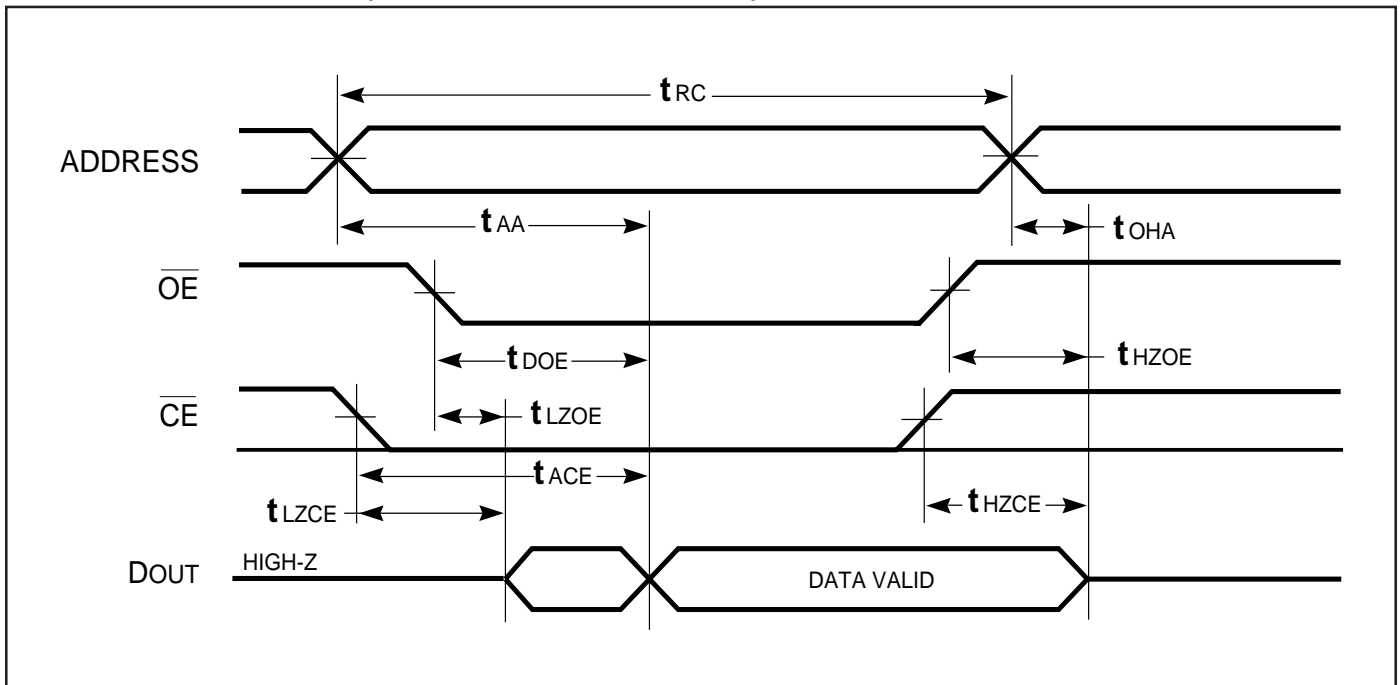 tRC
ADDRESS
tAA
tOHA
OE
tDOE
tHZOE
CE
tLZOE
tACE
tLZCE
tHZCE
DOUT
HIGH-Z
DATA VALID